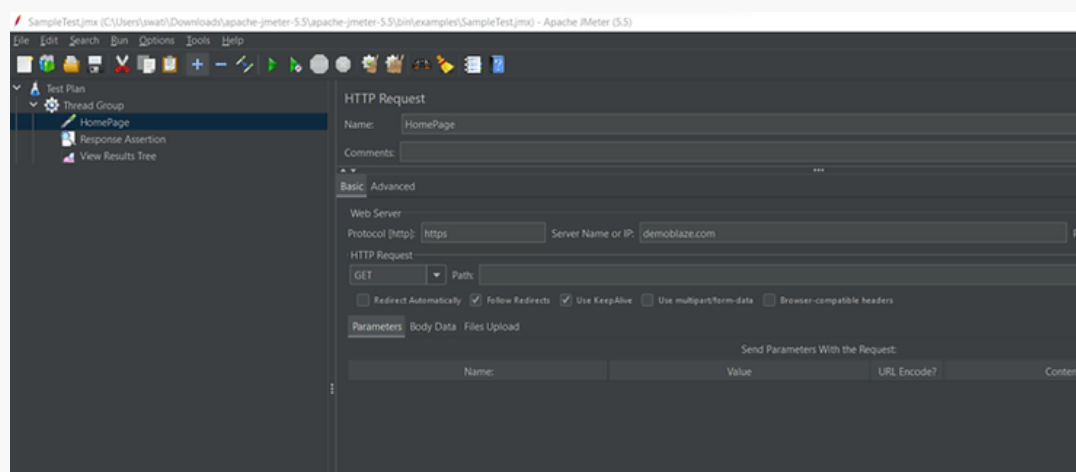 SampleTest.jmx (C:\Users\swati\Downloads\apache-jmeter-5.5\apache-jmeter-5.5\bin\examples\SampleTest.jmx) - Apache JMeter (5.5)
File Edit Search Run Options Tools Help
Test Plan
Thread Group
HomePage
Response Assertion
View Results Tree
HTTP Request
Name: HomePage
Comments:
Basic Advanced
Web Server
Protocol [http]: https Server Name or IP: demoblaze.com
HTTP Request
GET Path:
Redirect Automatically Follow Redirects Use KeepAlive Use multipart/form-data Browser-compatible headers
Parameters Body Data Files Upload
Send Parameters With the Request:
Name: Value URL Encode? Conten